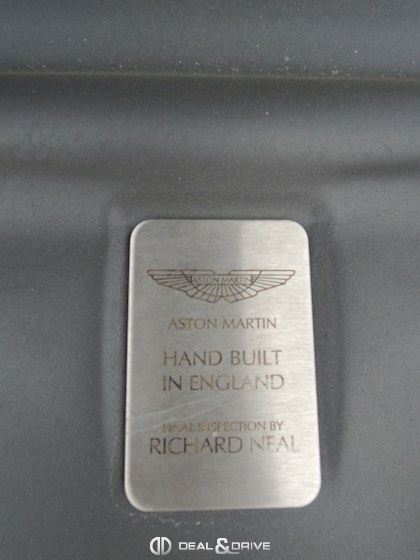 ASTON MARTIN
ASTON MARTIN
HAND BUILT
IN ENGLAND
FINAL INSPECTION BY
RICHARD NEAL
DEAL & DRIVE